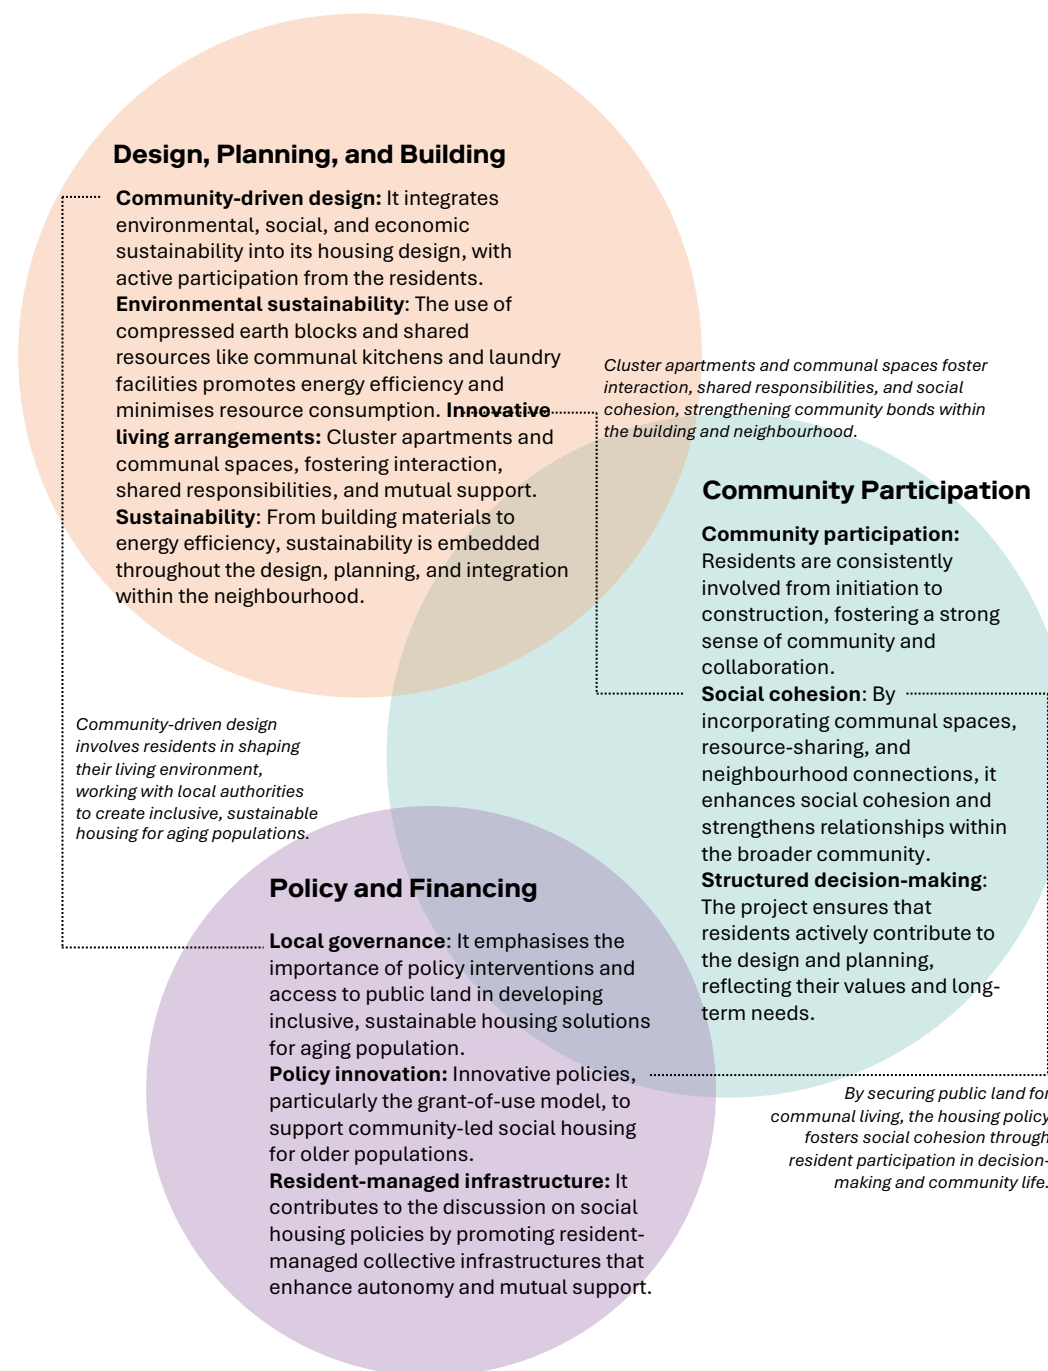 Design, Planning, and Building
Community-driven design: It integrates
environmental, social, and economic
sustainability into its housing design, with
active participation from the residents.
Environmental sustainability: The use of
compressed earth blocks and shared
resources like communal kitchens and laundry
facilities promotes energy efficiency and
minimises resource consumption. Innovative
living arrangements: Cluster apartments and
communal spaces, fostering interaction,
shared responsibilities, and mutual support.
Sustainability: From building materials to
energy efficiency, sustainability is embedded
throughout the design, planning, and integration
within the neighbourhood.
Cluster apartments and communal spaces foster
interaction, shared responsibilities, and social
cohesion, strengthening community bonds within
the building and neighbourhood.
Community Participation
Community participation:
Residents are consistently
involved from initiation to
construction, fostering a strong
sense of community and
collaboration.
Social cohesion: By
incorporating communal spaces,
resource-sharing, and
neighbourhood connections, it
enhances social cohesion and
strengthens relationships within
the broader community.
Structured decision-making:
The project ensures that
residents actively contribute to
the design and planning,
reflecting their values and long-
term needs.
Community-driven design
involves residents in shaping
their living environment,
working with local authorities
to create inclusive, sustainable
housing for aging populations.
Policy and Financing
Local governance: It emphasises the
importance of policy interventions and
access to public land in developing
inclusive, sustainable housing solutions
for aging population.
Policy innovation: Innovative policies,
particularly the grant-of-use model, to
support community-led social housing
for older populations.
Resident-managed infrastructure: It
contributes to the discussion on social
housing policies by promoting resident-
managed collective infrastructures that
enhance autonomy and mutual support.
By securing public land for
communal living, the housing policy
fosters social cohesion through
resident participation in decision-
making and community life.